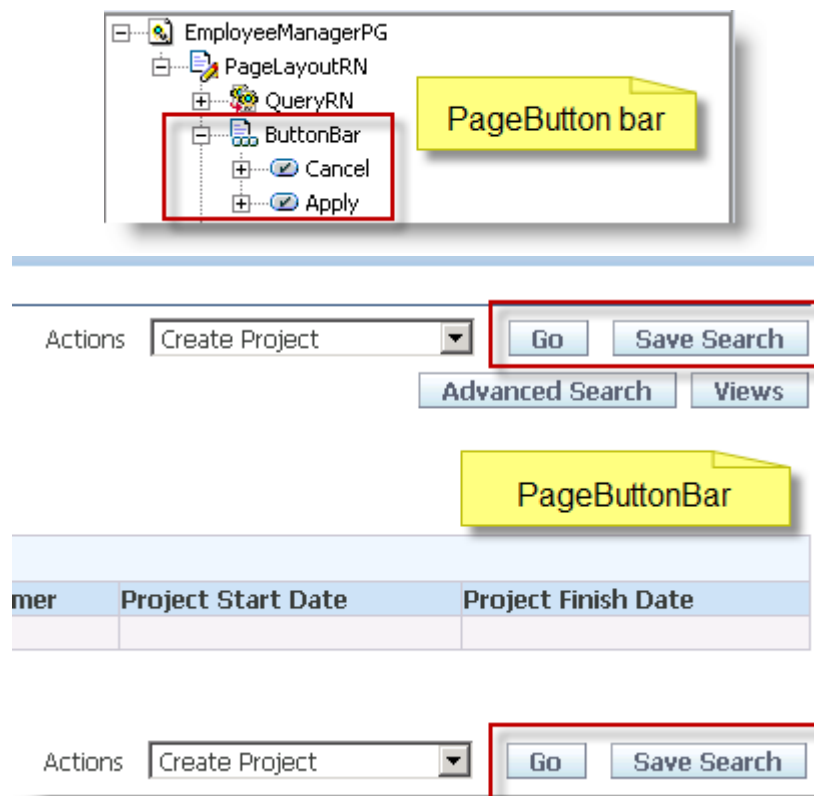 EmployeeManagerPG
PageLayoutRN
QueryRN
ButtonBar
Cancel
Apply
PageButton bar
Actions Create Project Go Save Search
Advanced Search Views
PageButtonBar
mer Project Start Date Project Finish Date
Actions Create Project Go Save Search